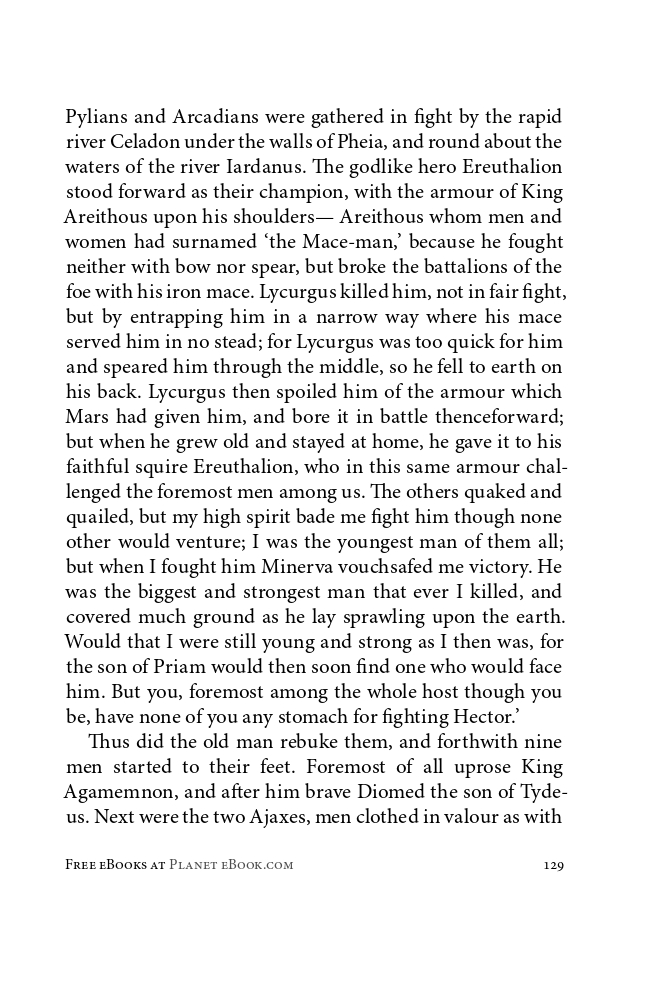 Pylians and Arcadians were gathered in fight by the rapid
river Celadon under the walls of Pheia, and round about the
waters of the river Iardanus. The godlike hero Ereuthalion
stood forward as their champion, with the armour of King
Areithous upon his shoulders— Areithous whom men and
women had surnamed ‘the Mace-man,’ because he fought
neither with bow nor spear, but broke the battalions of the
foe with his iron mace. Lycurgus killed him, not in fair fight,
but by entrapping him in a narrow way where his mace
served him in no stead; for Lycurgus was too quick for him
and speared him through the middle, so he fell to earth on
his back. Lycurgus then spoiled him of the armour which
Mars had given him, and bore it in battle thenceforward;
but when he grew old and stayed at home, he gave it to his
faithful squire Ereuthalion, who in this same armour chal-
lenged the foremost men among us. The others quaked and
quailed, but my high spirit bade me fight him though none
other would venture; I was the youngest man of them all;
but when I fought him Minerva vouchsafed me victory. He
was the biggest and strongest man that ever I killed, and
covered much ground as he lay sprawling upon the earth.
Would that I were still young and strong as I then was, for
the son of Priam would then soon find one who would face
him. But you, foremost among the whole host though you
be, have none of you any stomach for fighting Hector.’
Thus did the old man rebuke them, and forthwith nine
men started to their feet. Foremost of all uprose King
Agamemnon, and after him brave Diomed the son of Tyde-
us. Next were the two Ajaxes, men clothed in valour as with
Free eBooks at Planet eBook.com 129